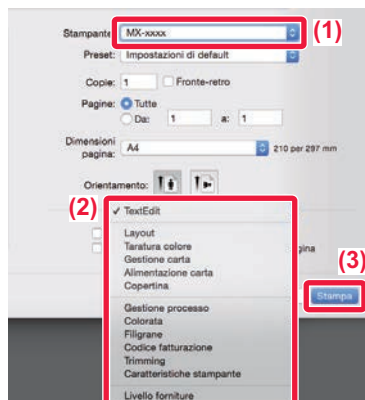 Stampante: MX-xxxx (1)
Preset: Impostazioni di default
Copie: 1 Fronte-retro
Pagine: Tutte
Da: 1 a: 1
Dimensioni pagina: A4 210 per 297 mm
Orientamento:
(2) ✓ TextEdit
Layout
Taratura colore
Gestione carta
Alimentazione carta
Copertina
Gestione processo
Colorata
Filigrane
Codice fatturazione
Trimming
Caratteristiche stampante
Livello forniture
(3)
Stampa